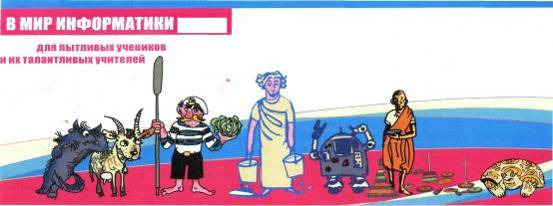 В МИР ИНФОРМАТИКИ
для пытливых учеников
и их талантливых учителей